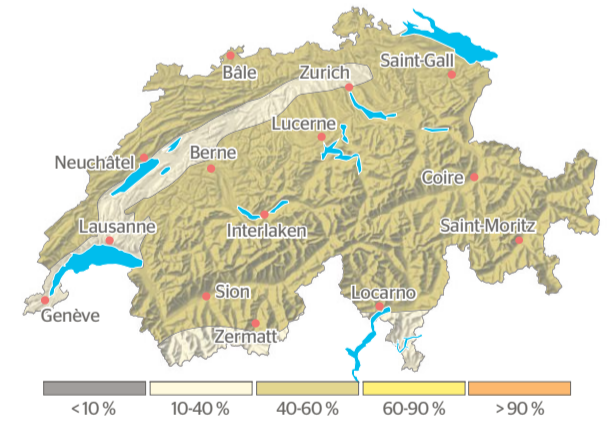 Bâle
Zurich
Saint-Gall
Lucerne
Neuchâtel
Berne
Coire
Lausanne
Interlaken
Saint-Moritz
Sion
Locarno
Genève
Zermatt
<10 %
10-40 %
40-60 %
60-90 %
>90 %